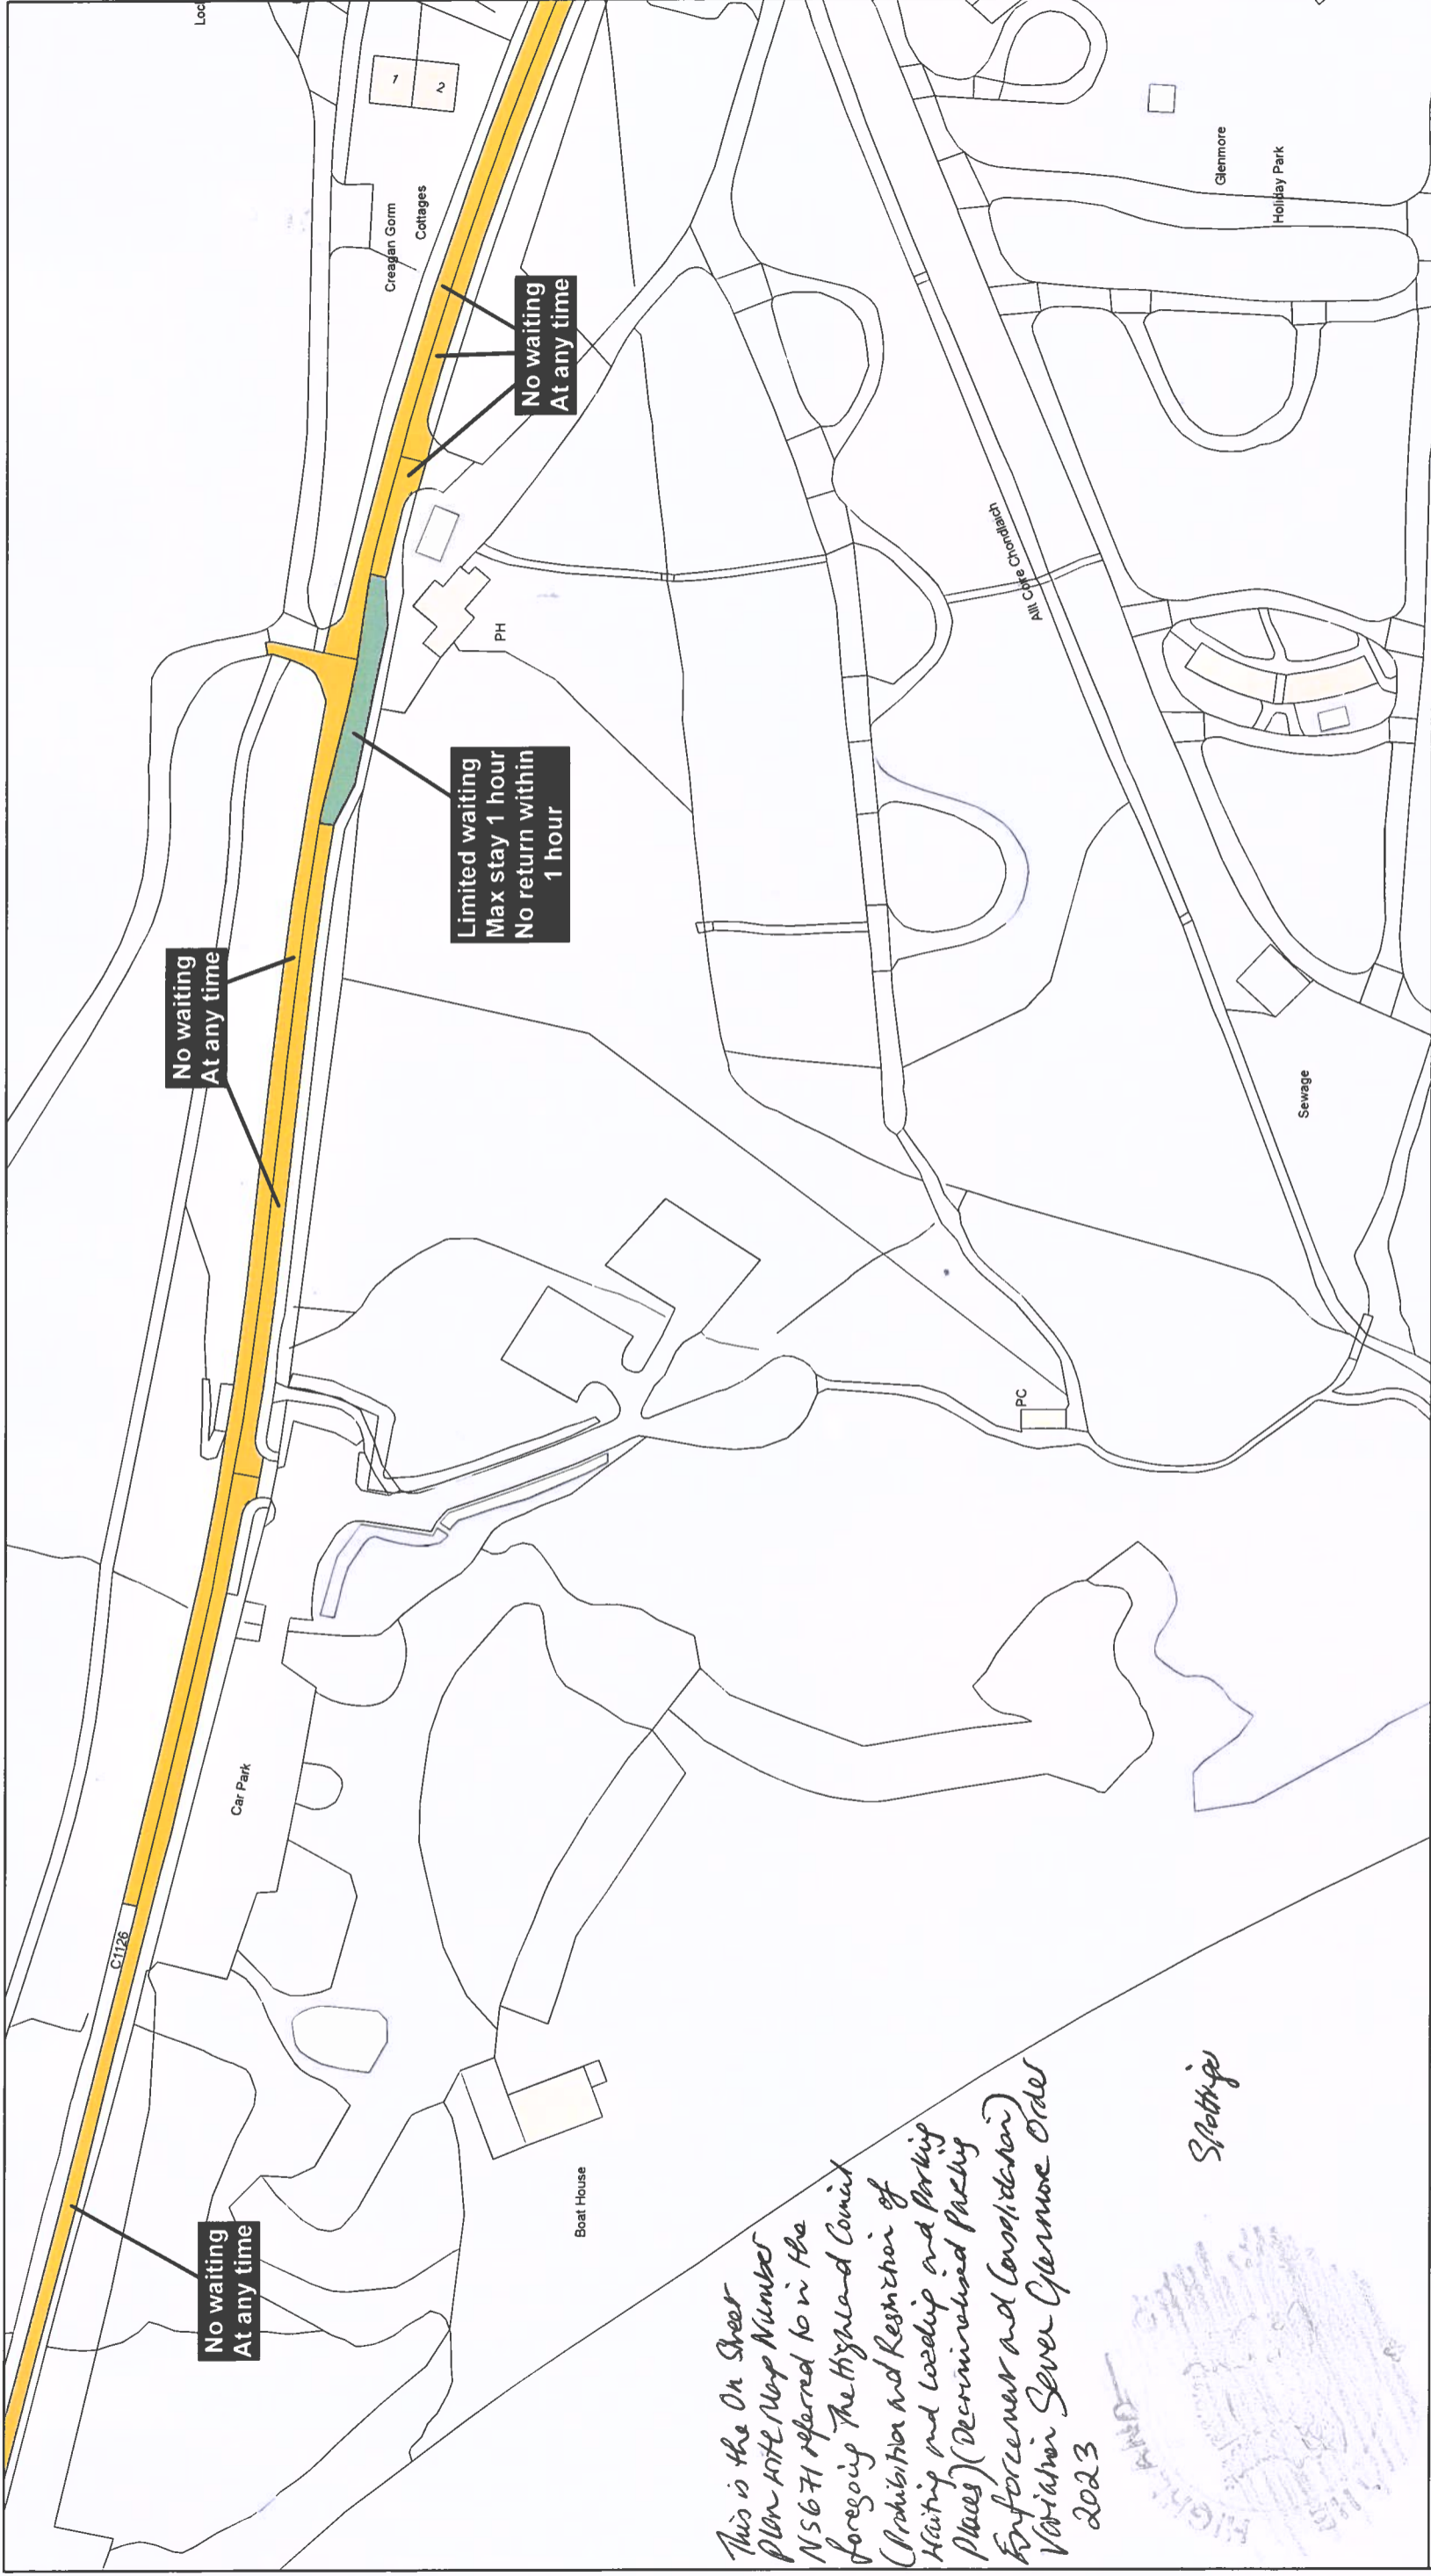 No waiting
At any time
C1126
Car Park
Boat House
No waiting
At any time
Limited waiting
Max stay 1 hour
No return within
1 hour
PH
No waiting
At any time
Creagan Gorm
Cottages
1
2
Loc
PC
Sewage
Allt Coire Chondlaich
Glenmore
Holiday Park
This is the On Street
Plan with Map Number
NS671 referred to in the
foregoing The Highland Council
(Prohibition and Restriction of
Waiting and Loading and Parking
Places) (Decriminalised Parking
Enforcement and Consolidation)
Variation Seven Glenmore Order
2023
HIGHLAND